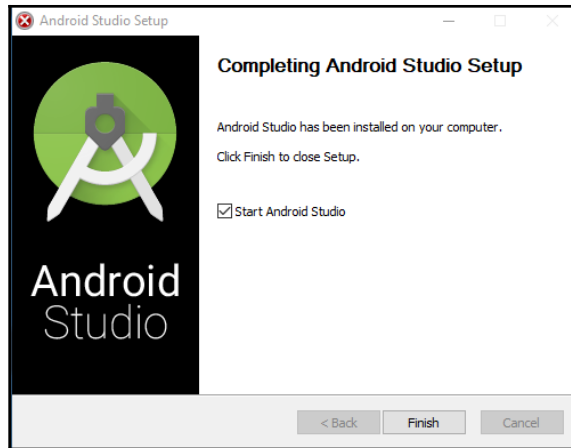 Android Studio Setup
Completing Android Studio Setup
Android Studio has been installed on your computer.
Click Finish to close Setup.
Start Android Studio
Android
Studio
< Back
Finish
Cancel